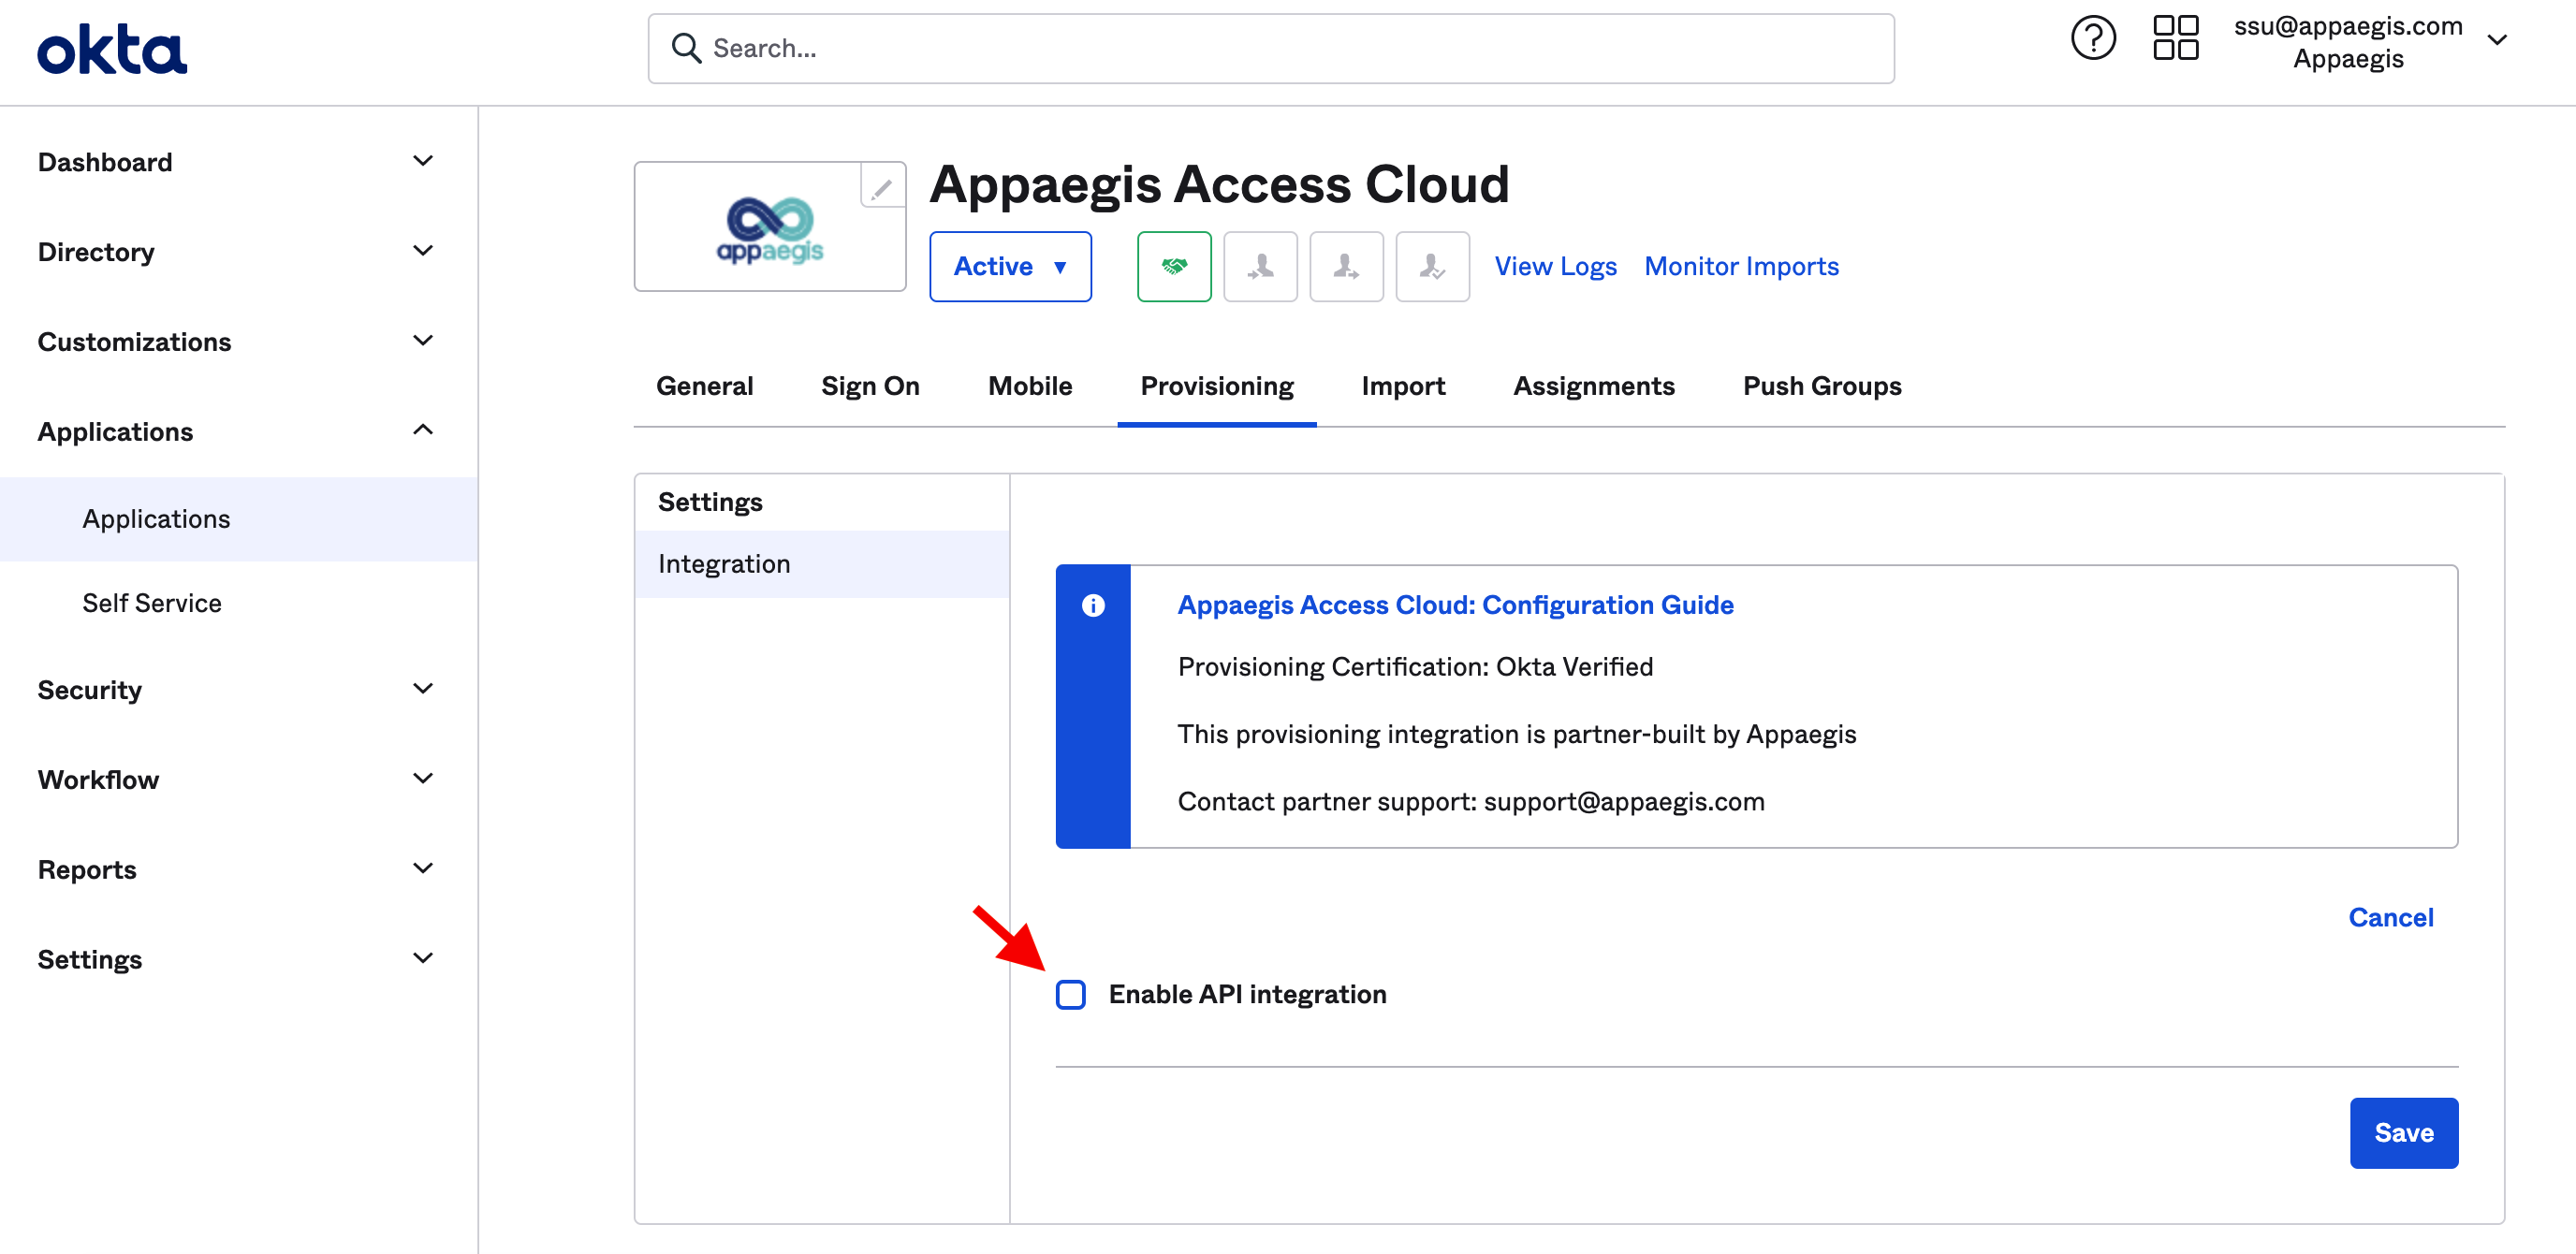 okta
Search...
ssu@appaegis.com
Appaegis
Dashboard
Directory
Customizations
Applications
Applications
Self Service
Security
Workflow
Reports
Settings
appaegis
Appaegis Access Cloud
Active
View Logs
Monitor Imports
General
Sign On
Mobile
Provisioning
Import
Assignments
Push Groups
Settings
Integration
Appaegis Access Cloud: Configuration Guide
Provisioning Certification: Okta Verified
This provisioning integration is partner-built by Appaegis
Contact partner support: support@appaegis.com
Cancel
Enable API integration
Save